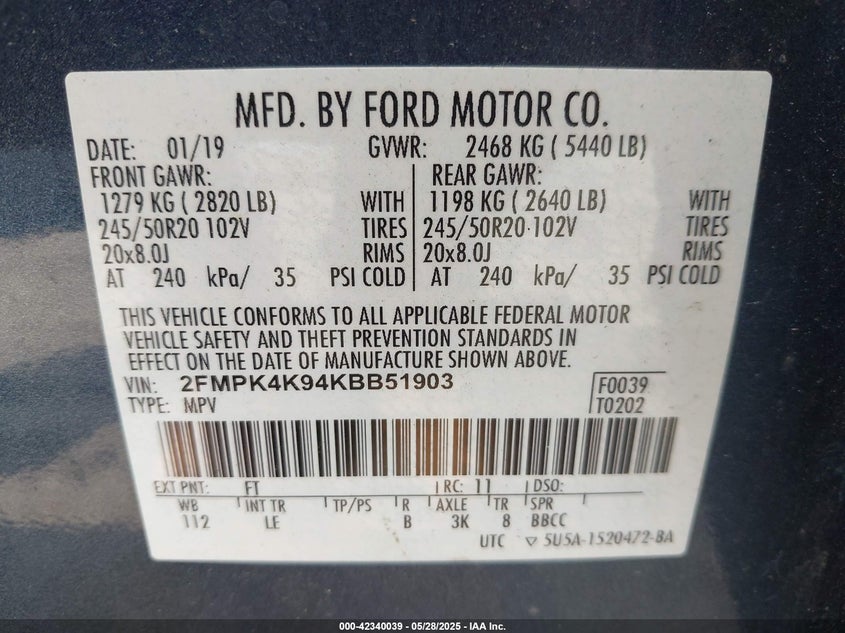 MFD. BY FORD MOTOR CO.
DATE: 01/19 GVWR: 2468 KG ( 5440 LB)
FRONT GAWR: REAR GAWR:
1279 KG ( 2820 LB) WITH 1198 KG ( 2640 LB) WITH
245/50R20 102V TIRES 245/50R20 102V TIRES
20x8.0J RIMS 20x8.0J RIMS
AT 240 kPa/ 35 PSI COLD AT 240 kPa/ 35 PSI COLD
THIS VEHICLE CONFORMS TO ALL APPLICABLE FEDERAL MOTOR
VEHICLE SAFETY AND THEFT PREVENTION STANDARDS IN
EFFECT ON THE DATE OF MANUFACTURE SHOWN ABOVE.
VIN: 2FMPK4K94KBB51903 F0039
TYPE: MPV T0202
EXT PNT: FT RC: 11 DSO:
WB INT TR TP/PS R AXLE TR SPR
112 LE B 3K 8 BBCC
UTC ▽ 5U5A-1520472-BA
000-42340039 - 05/28/2025 - IAA Inc.